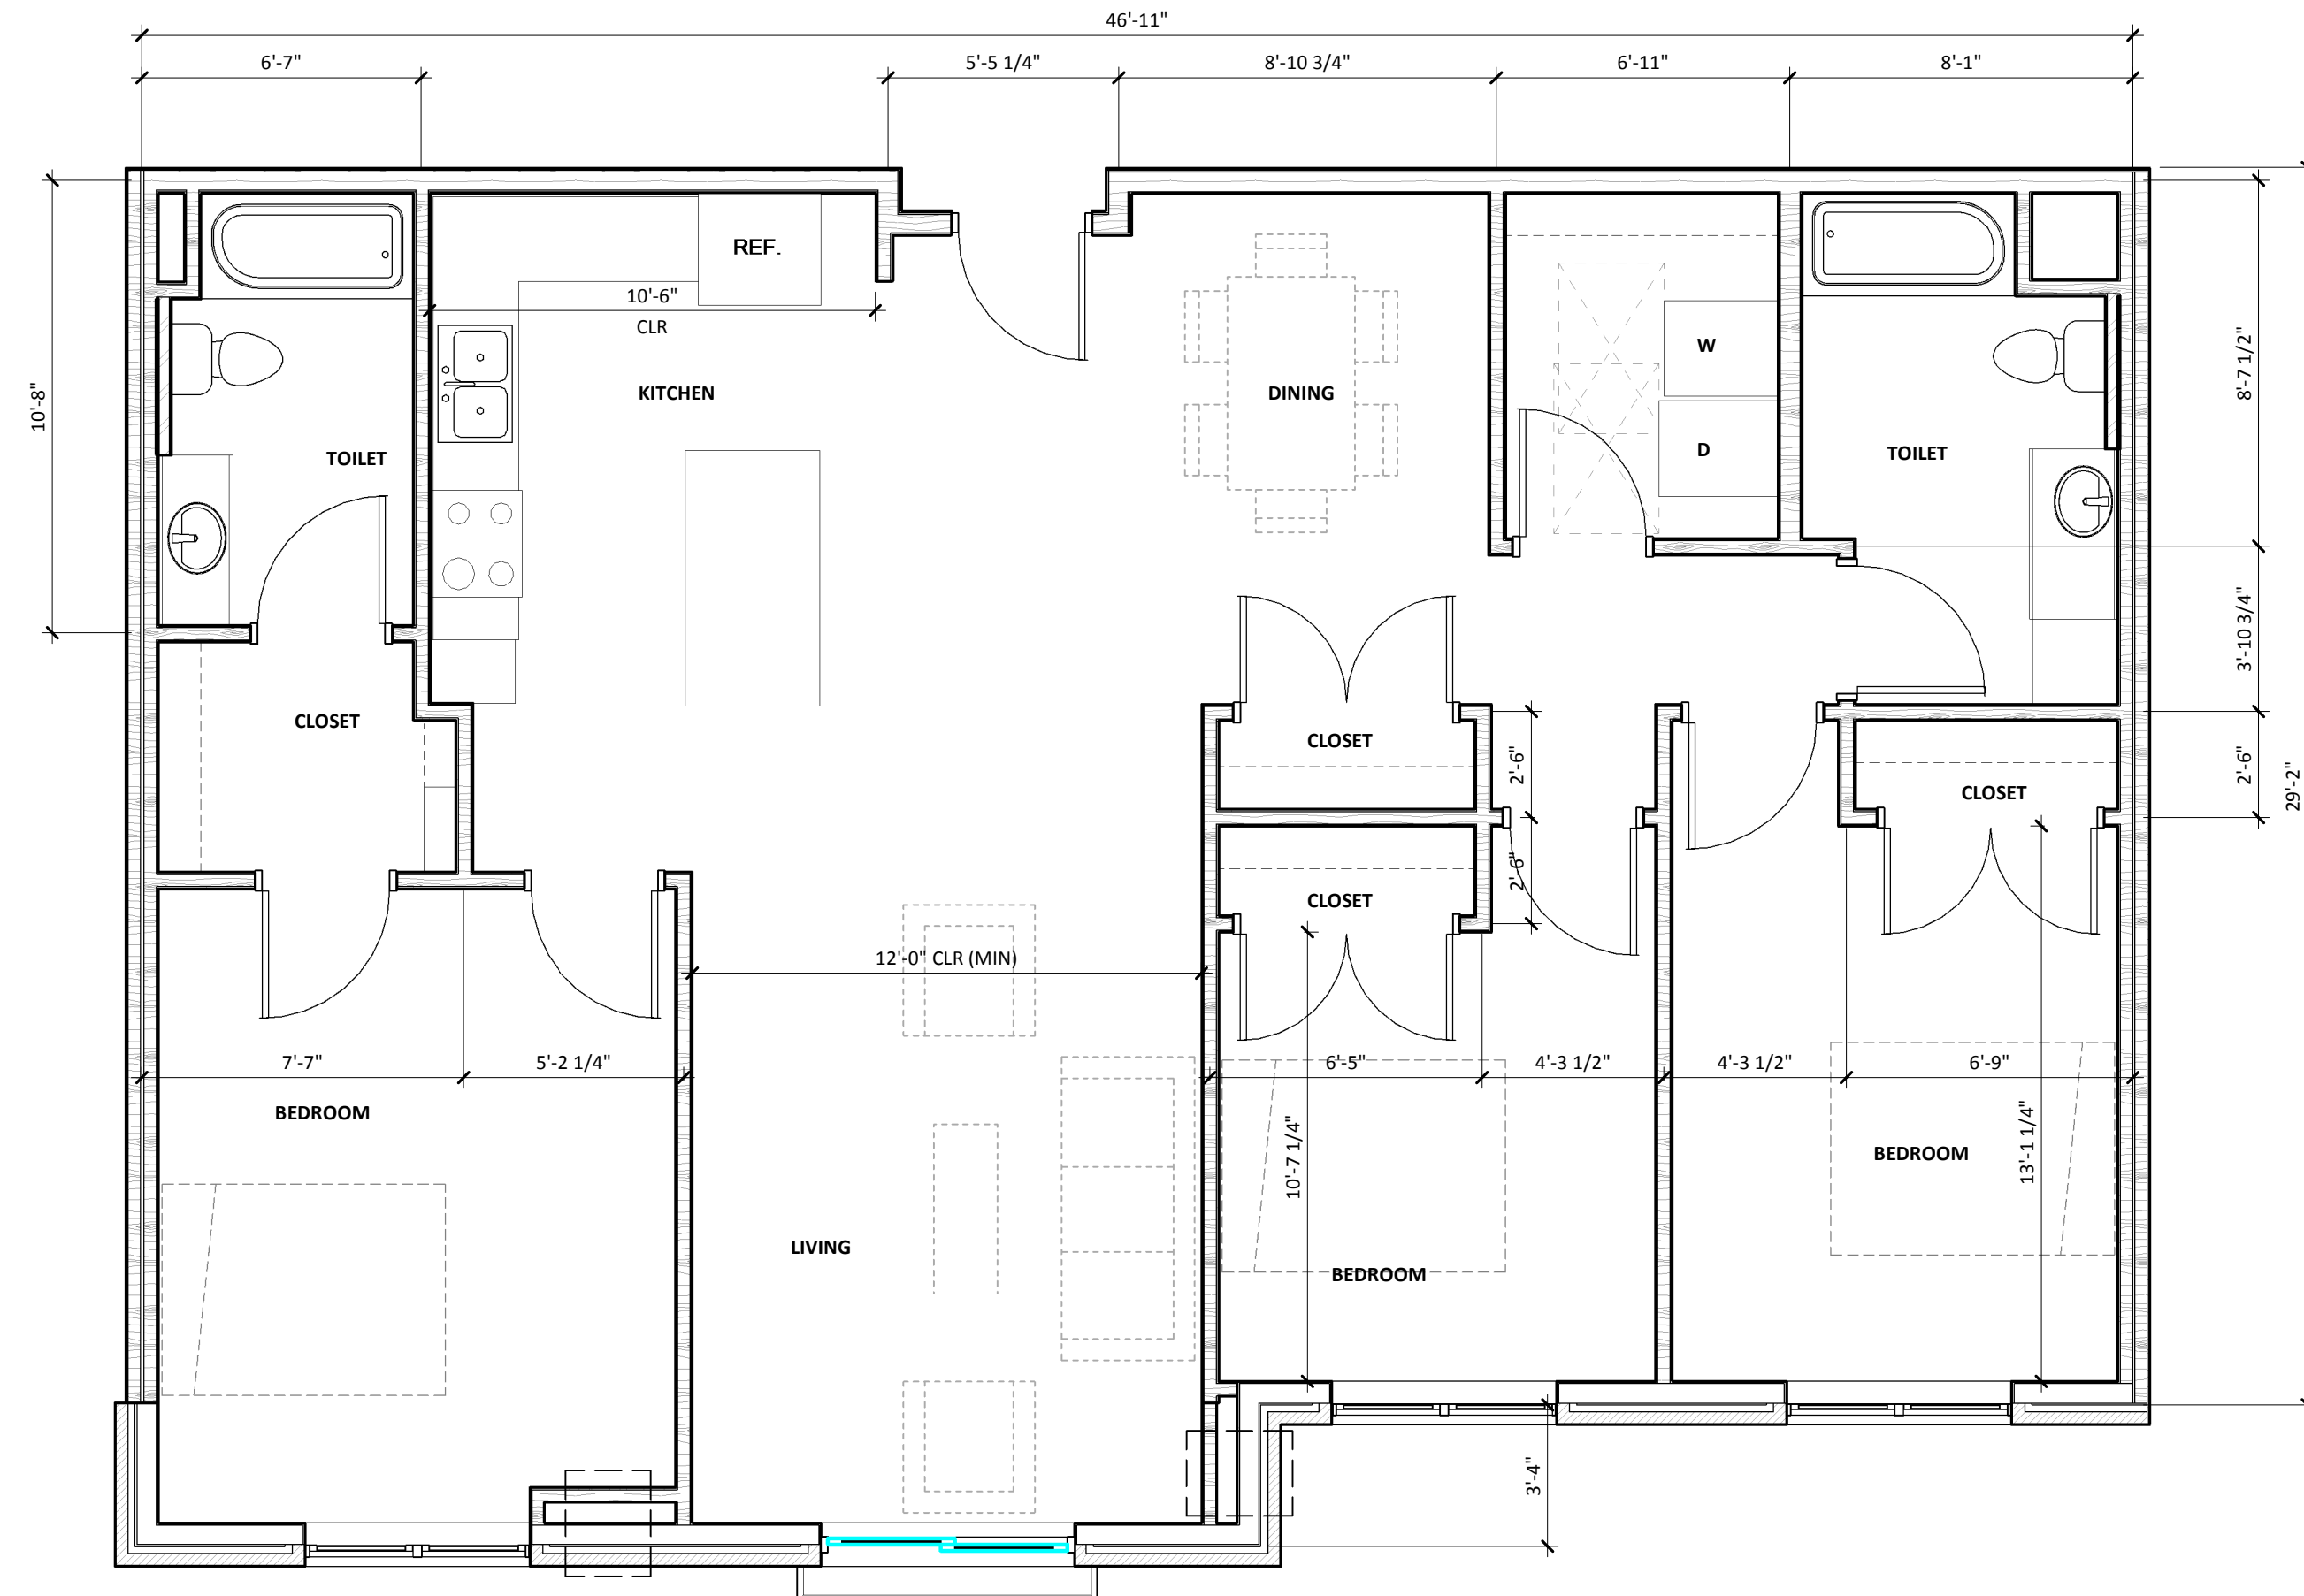 46'-11"
6'-7"
5'-5 1/4"
8'-10 3/4"
6'-11"
8'-1"
REF.
10'-6"
CLR
KITCHEN
DINING
W
D
TOILET
TOILET
10'-8"
8'-7 1/2"
3'-10 3/4"
2'-6"
29'-2"
CLOSET
CLOSET
2'-6"
CLOSET
2'-6"
CLOSET
12'-0" CLR (MIN)
7'-7"
5'-2 1/4"
6'-5"
4'-3 1/2"
4'-3 1/2"
6'-9"
BEDROOM
10'-7 1/4"
13'-1 1/4"
BEDROOM
LIVING
BEDROOM
3'-4"